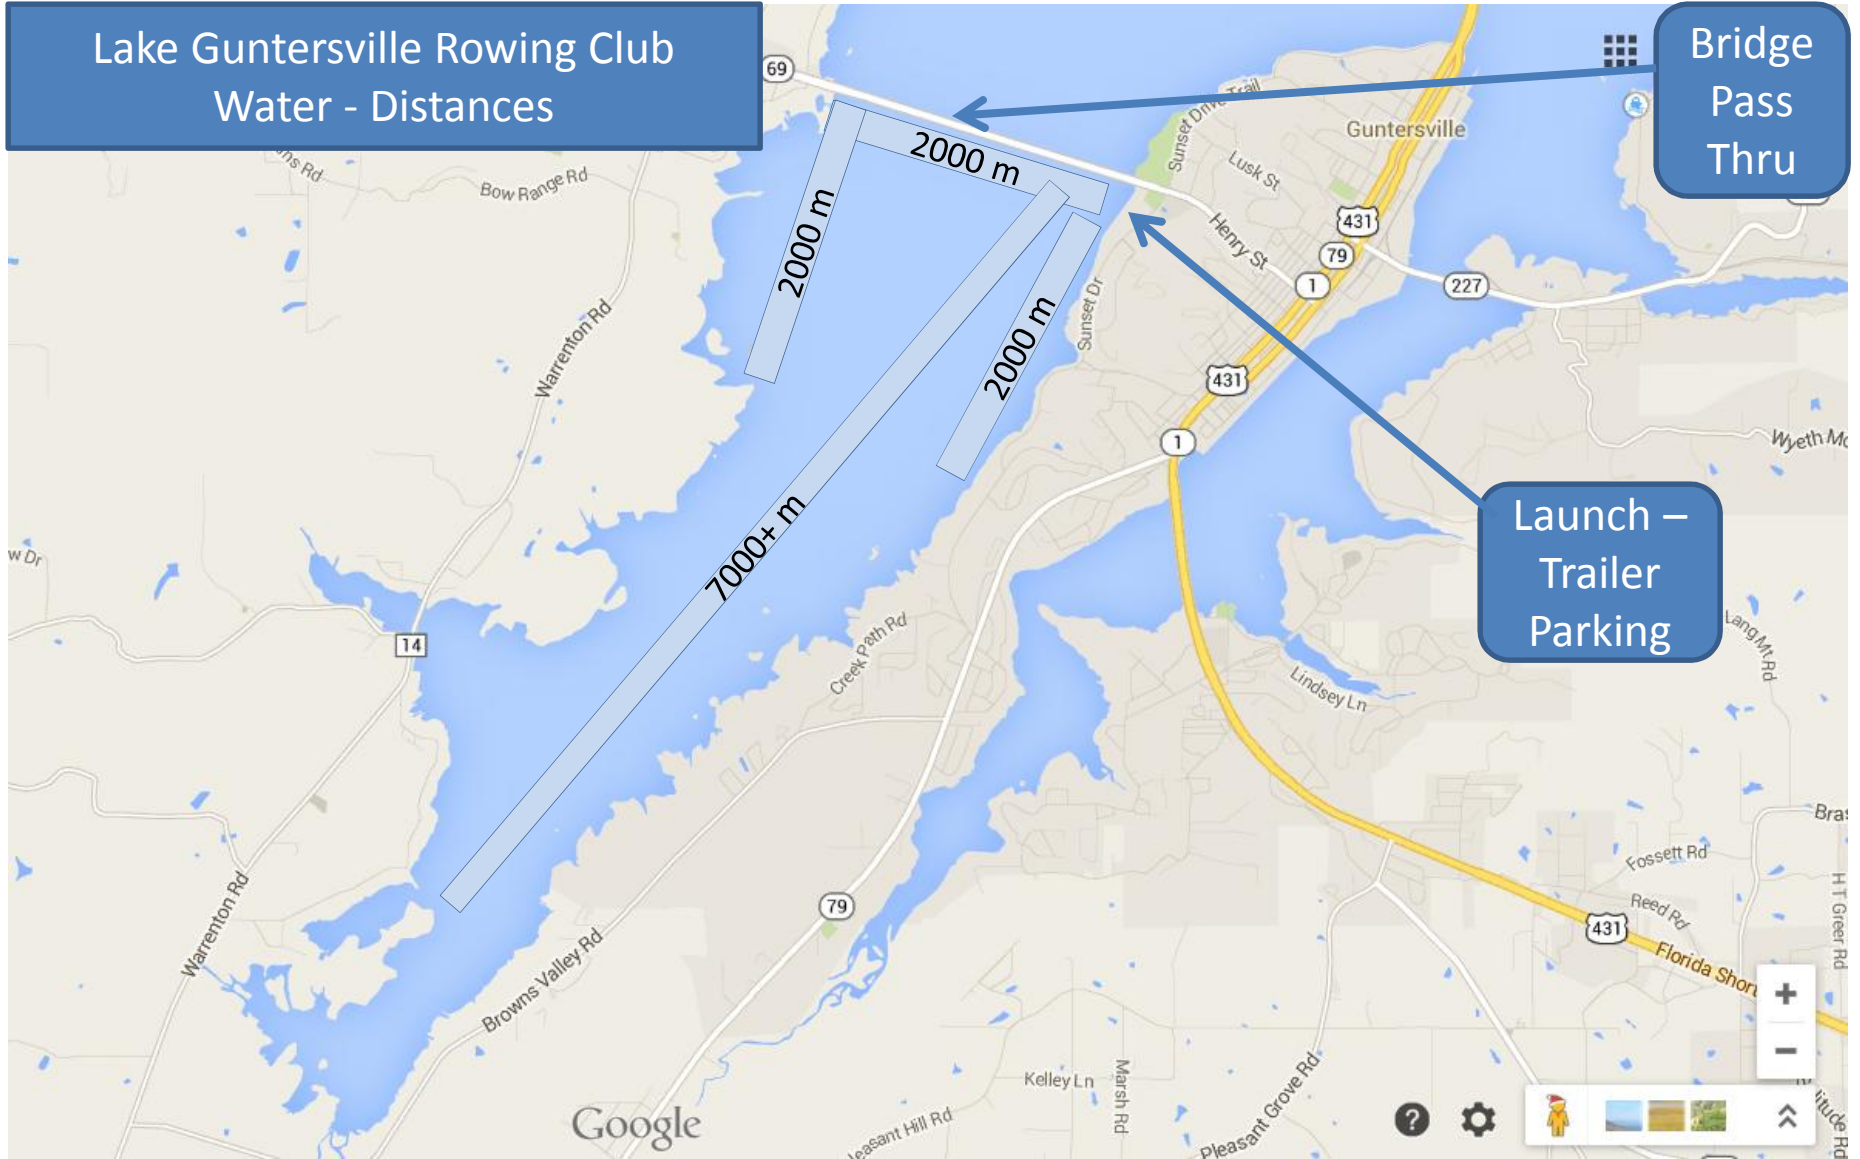 Lake Guntersville Rowing Club
Water - Distances
Bridge
Pass
Thru
69
Sunset Drive Trail
Guntersville
Bow Range Rd
2000 m
Lusk St
2000 m
431
Henry St
79
1
227
Sunset Dr
2000 m
Warrenton Rd
431
1
Wyeth
Launch –
Trailer
Parking
7000+ m
w Dr
14
Creek Path Rd
Lang Mt Rd
Lindsey Ln
Fossett Rd
H T Greer Rd
Reed Rd
79
431
Warrenton Rd
Browns Valley Rd
Florida Short
+
−
Kelley Ln
Marsh Rd
Pleasant Grove Rd
Google
easant Hill Rd
?